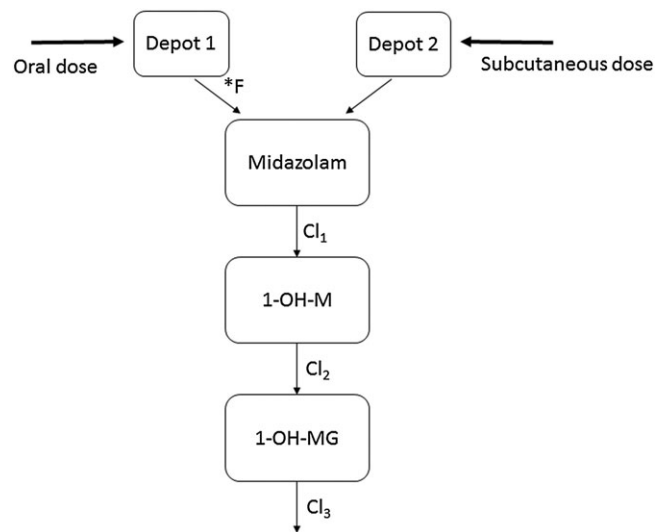 Depot 1
Depot 2
Oral dose
Subcutaneous dose
*F
Midazolam
Cl₁
1-OH-M
Cl₂
1-OH-MG
Cl₃